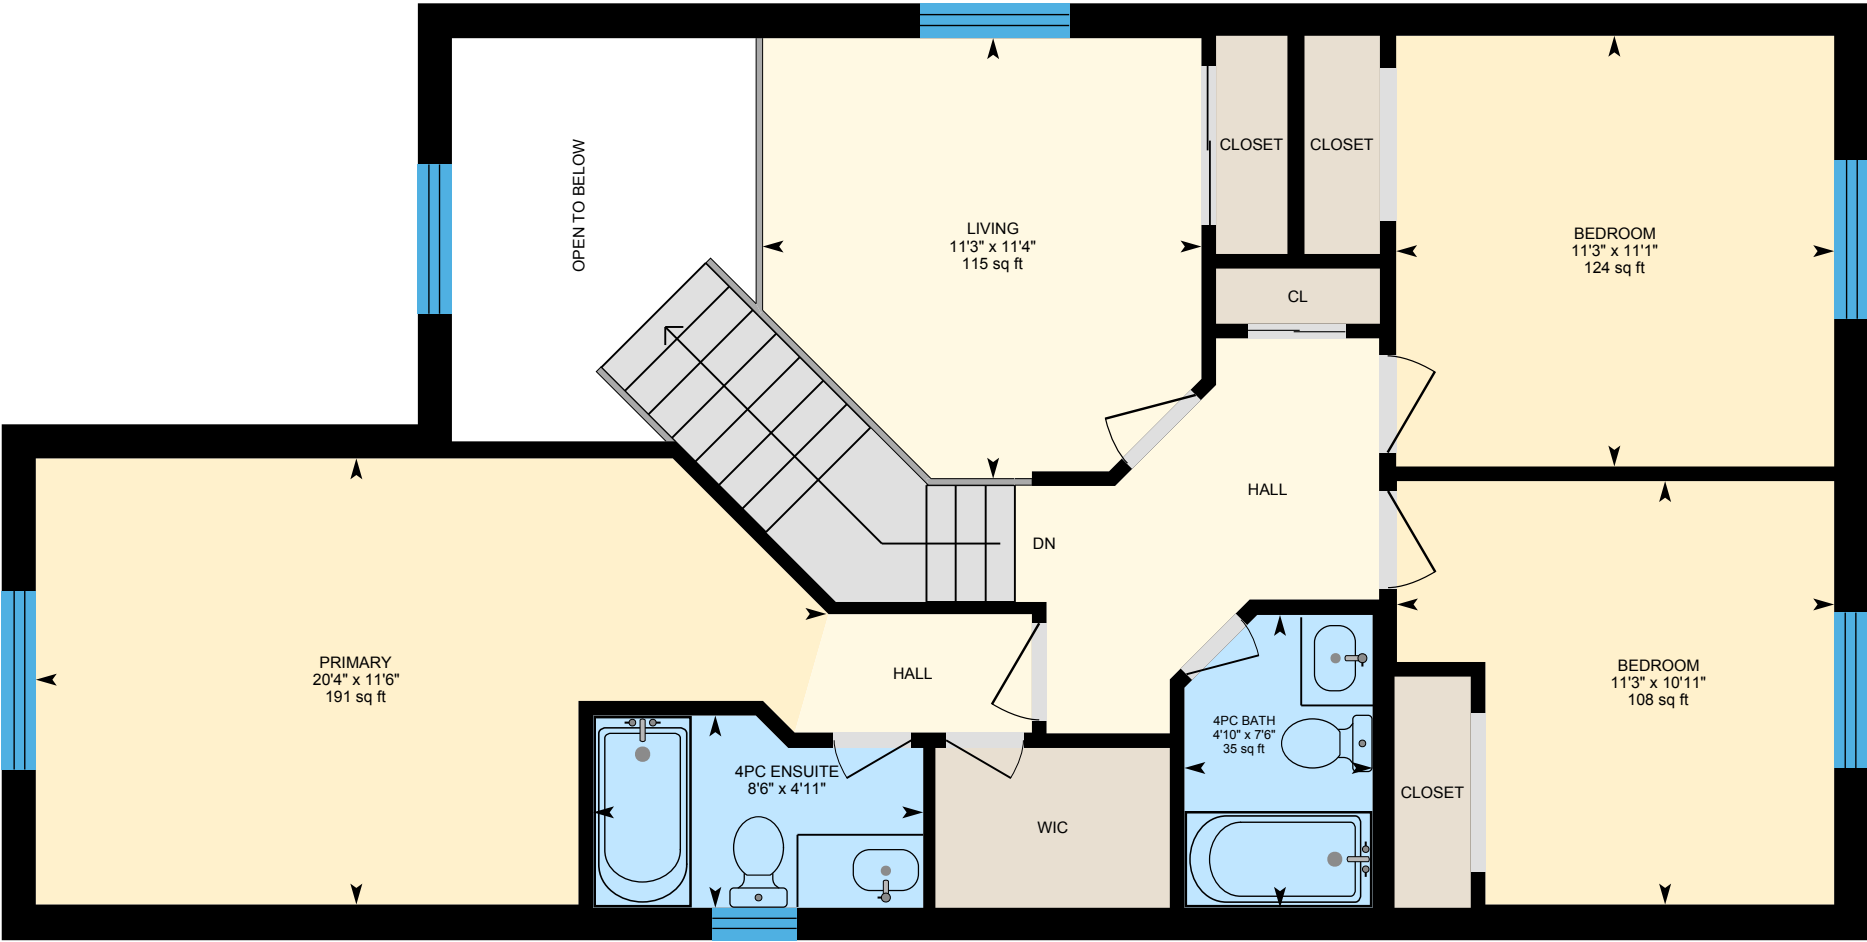 OPEN TO BELOW
LIVING
11'3" x 11'4"
115 sq ft
CLOSET
CLOSET
CL
BEDROOM
11'3" x 11'1"
124 sq ft
HALL
DN
PRIMARY
20'4" x 11'6"
191 sq ft
HALL
4PC ENSUITE
8'6" x 4'11"
WIC
4PC BATH
4'10" x 7'6"
35 sq ft
BEDROOM
11'3" x 10'11"
108 sq ft
CLOSET